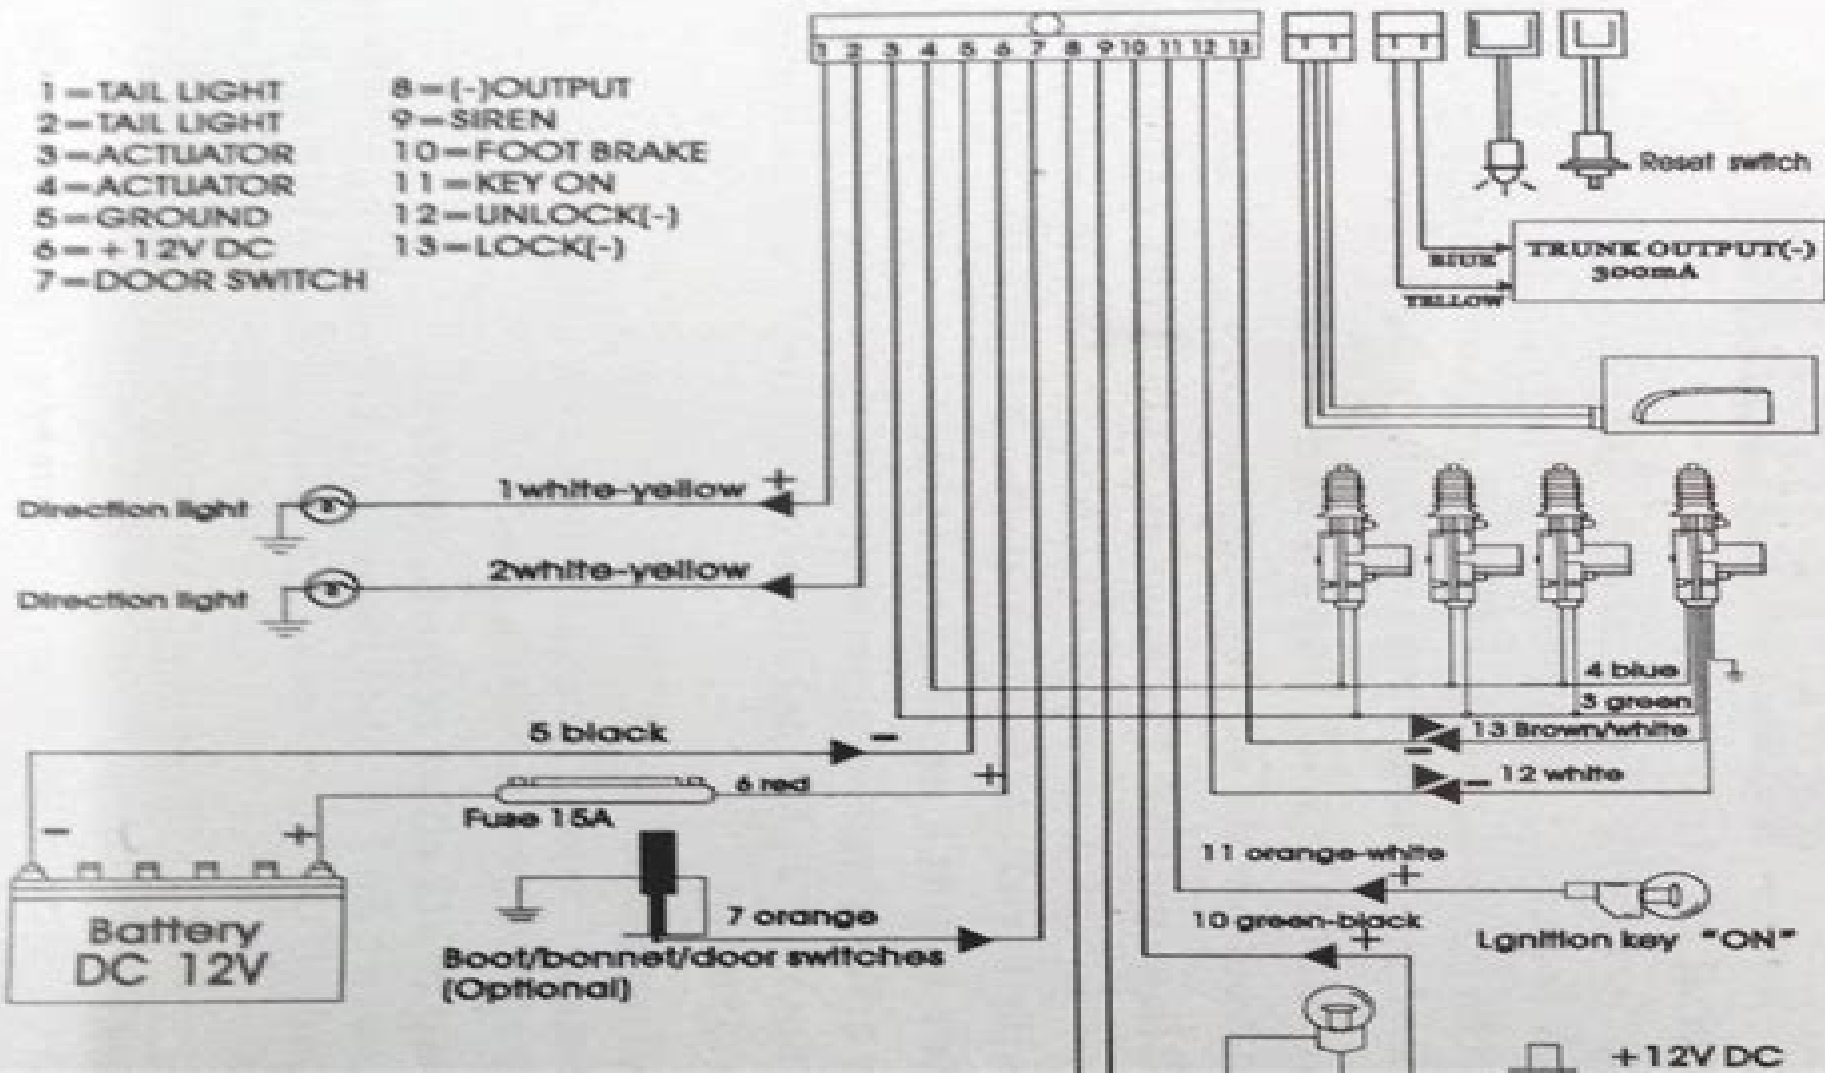 1 2 3 4 5 6 7 8 9 10 11 12 13
1=TAIL LIGHT
2=TAIL LIGHT
3=ACTUATOR
4=ACTUATOR
5=GROUND
6=+12V DC
7=DOOR SWITCH
8=(-)OUTPUT
9=SIREN
10=FOOT BRAKE
11=KEY ON
12=UNLOCK(-)
13=LOCK(-)
Reset switch
BIUE
TRUNK OUTPUT(-)
300mA
YELLOW
1white-yellow +
Direction light
2white-yellow
Direction light
4 blue
3 green
13 Brown/white
-
12 white
-
5 black -
6 red +
Fuse 15A
- +
Battery
DC 12V
7 orange
Boot/bonnet/door switches
(Optional)
11 orange-white
+
10 green-black
+
Lgnition key "ON"
+12V DC